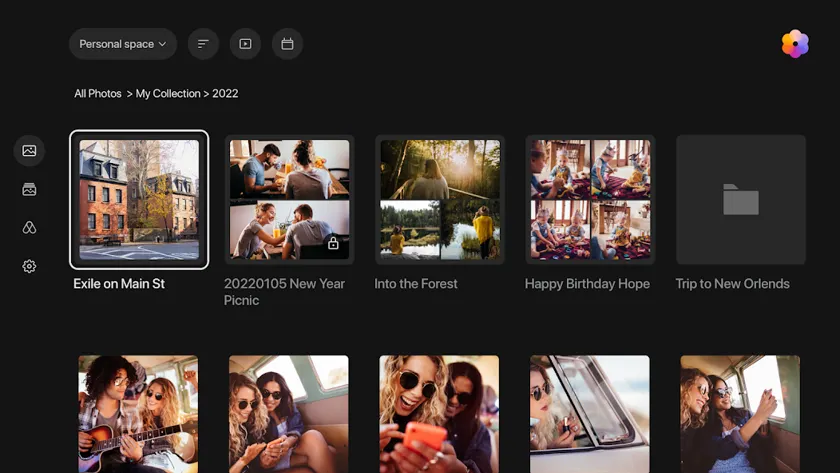 Personal space
All Photos > My Collection > 2022
Exile on Main St
20220105 New Year
Picnic
Into the Forest
Happy Birthday Hope
Trip to New Orlends